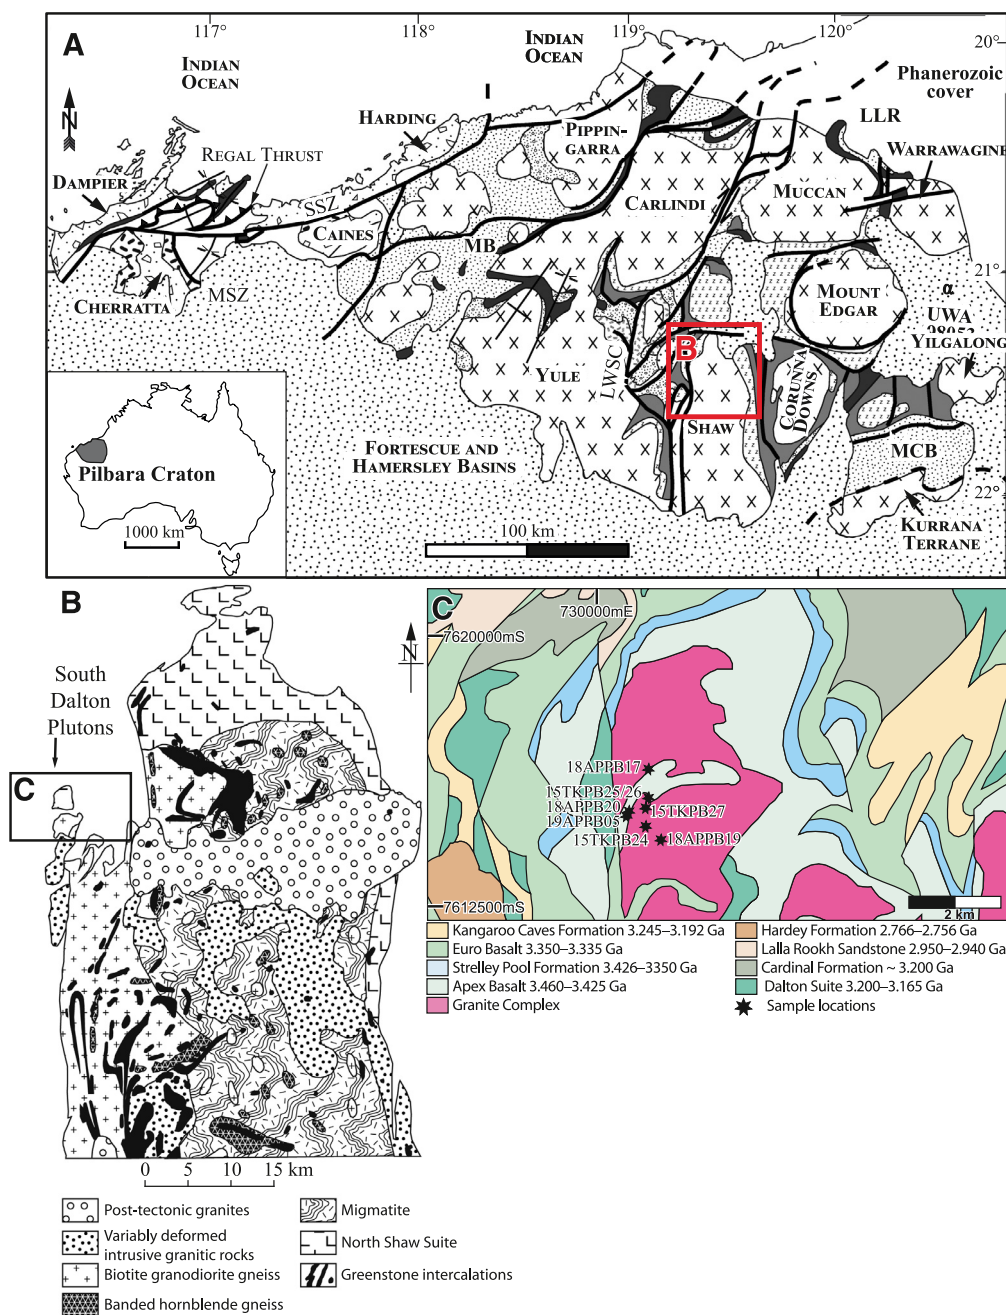 A
117°
118°
119°
120°
20°
INDIAN
OCEAN
INDIAN
OCEAN
Phanerozoic
cover
N
HARDING
PIPPIN-
GARRA
LLR
REGAL THRUST
WARRAWAGINE
DAMPIER
SSZ
CARLINDI
MUCCAN
CAINES
MB
21°
CHERRATTA
MSZ
MOUNT
EDGAR
α
UWA
YILGALONG
B
LWSC
YULE
CORUNNA
DOWNS
SHAW
FORTESCUE AND
HAMERSLEY BASINS
MCB
22°
Pilbara Craton
1000 km
100 km
KURRANA
TERRANE
B
South
Dalton
Plutons
C
N
0 5 10 15 km
Post-tectonic granites
Variably deformed
intrusive granitic rocks
Biotite granodiorite gneiss
Banded hornblende gneiss
Migmatite
North Shaw Suite
Greenstone intercalations
C
730000mE
7620000mS
18APPB17
15TKPB25/26
18APPB20
15TKPB27
19APPB05
15TKPB24
18APPB19
7612500mS
2 km
Kangaroo Caves Formation 3.245–3.192 Ga
Euro Basalt 3.350–3.335 Ga
Strelley Pool Formation 3.426–3350 Ga
Apex Basalt 3.460–3.425 Ga
Granite Complex
Hardey Formation 2.766–2.756 Ga
Lalla Rookh Sandstone 2.950–2.940 Ga
Cardinal Formation ~ 3.200 Ga
Dalton Suite 3.200–3.165 Ga
Sample locations